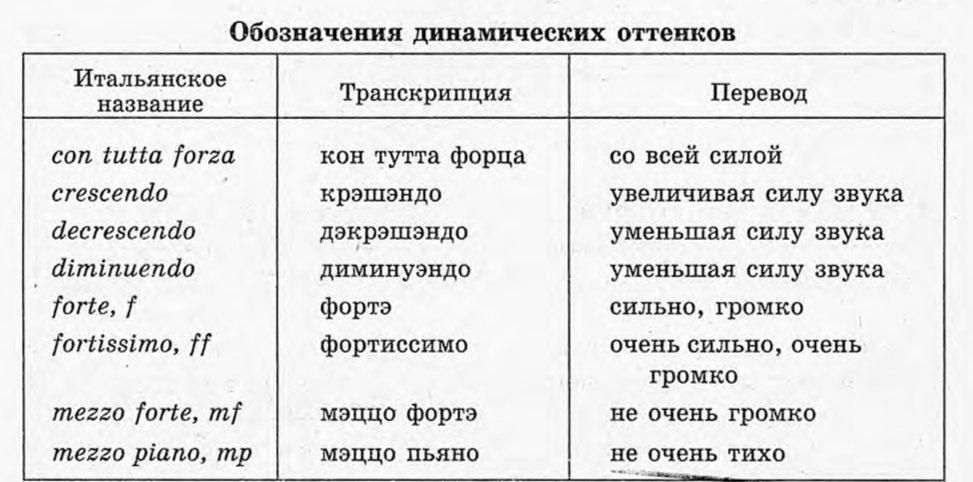 Обозначения динамических оттенков
Итальянское название Транскрипция Перевод
con tutta forza кон тутта форца со всей силой
crescendo крэшэндо увеличивая силу звука
decrescendo дэкрэшэндо уменьшая силу звука
diminuendo диминуэндо уменьшая силу звука
forte, f фортэ сильно, громко
fortissimo, ff фортиссимо очень сильно, очень
громко
mezzo forte, mf мэццо фортэ не очень громко
mezzo piano, mp мэццо пьяно не очень тихо